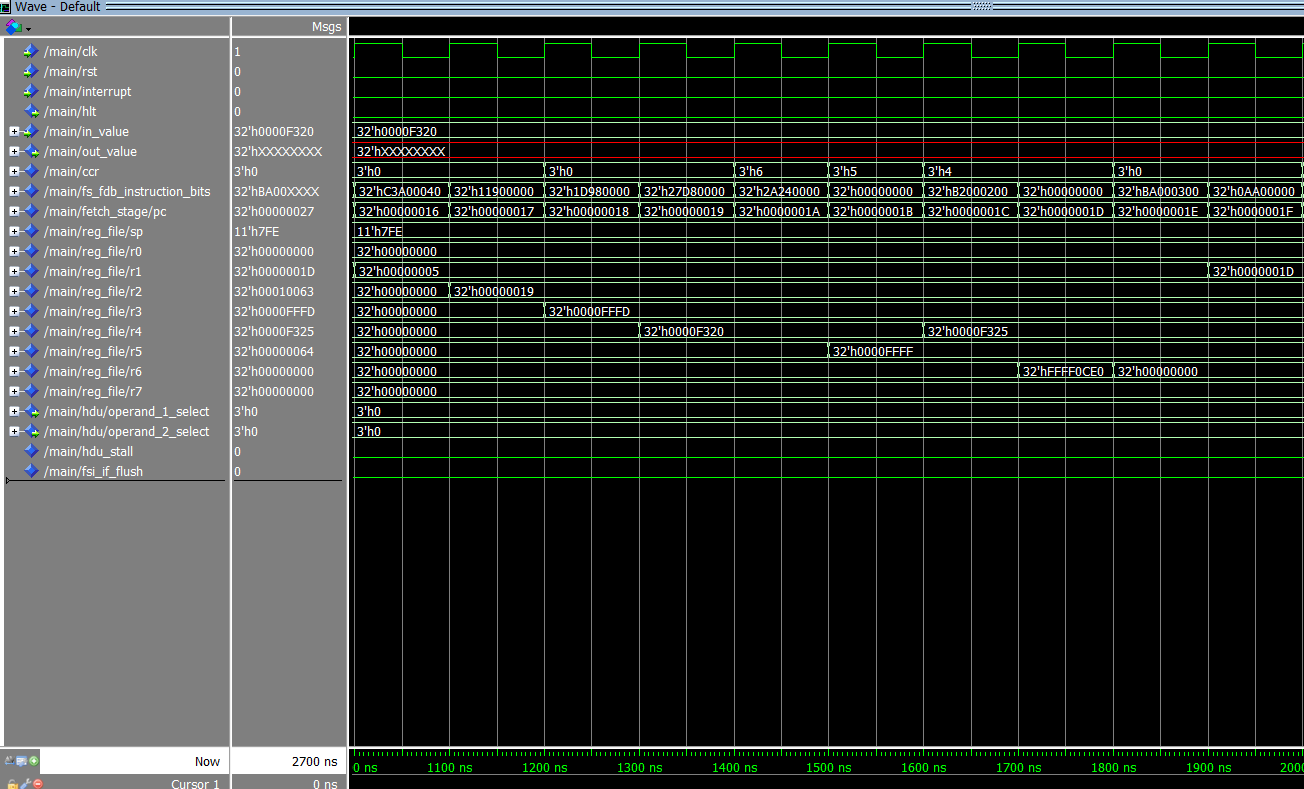 Wave - Default
Msgs
/main/clk 1
/main/rst 0
/main/interrupt 0
/main/hlt 0
/main/in_value 32'h0000F320 32'h0000F320
/main/out_value 32'hXXXXXXXX 32'hXXXXXXXX
/main/ccr 3'h0 3'h0 3'h0 3'h6 3'h5 3'h4 3'h0
/main/fs_fdb_instruction_bits 32'hBA00XXXX 32'hC3A00040 32'h11900000 32'h1D980000 32'h27D80000 32'h2A240000 32'h00000000 32'hB2000200 32'h00000000 32'hBA000300 32'h0AA00000
/main/fetch_stage/pc 32'h00000027 32'h00000016 32'h00000017 32'h00000018 32'h00000019 32'h0000001A 32'h0000001B 32'h0000001C 32'h0000001D 32'h0000001E 32'h0000001F
/main/reg_file/sp 11'h7FE 11'h7FE
/main/reg_file/r0 32'h00000000 32'h00000000
/main/reg_file/r1 32'h0000001D 32'h00000005 32'h0000001D
/main/reg_file/r2 32'h00010063 32'h00000000 32'h00000019
/main/reg_file/r3 32'h0000FFFD 32'h00000000 32'h0000FFFD
/main/reg_file/r4 32'h0000F325 32'h00000000 32'h0000F320 32'h0000F325
/main/reg_file/r5 32'h00000064 32'h00000000 32'h0000FFFF
/main/reg_file/r6 32'h00000000 32'h00000000 32'hFFFF0CE0 32'h00000000
/main/reg_file/r7 32'h00000000 32'h00000000
/main/hdu/operand_1_select 3'h0 3'h0
/main/hdu/operand_2_select 3'h0 3'h0
/main/hdu_stall 0
/main/fsi_if_flush 0
Now 2700 ns 0 ns 1100 ns 1200 ns 1300 ns 1400 ns 1500 ns 1600 ns 1700 ns 1800 ns 1900 ns 2000
Cursor 1 0 ns